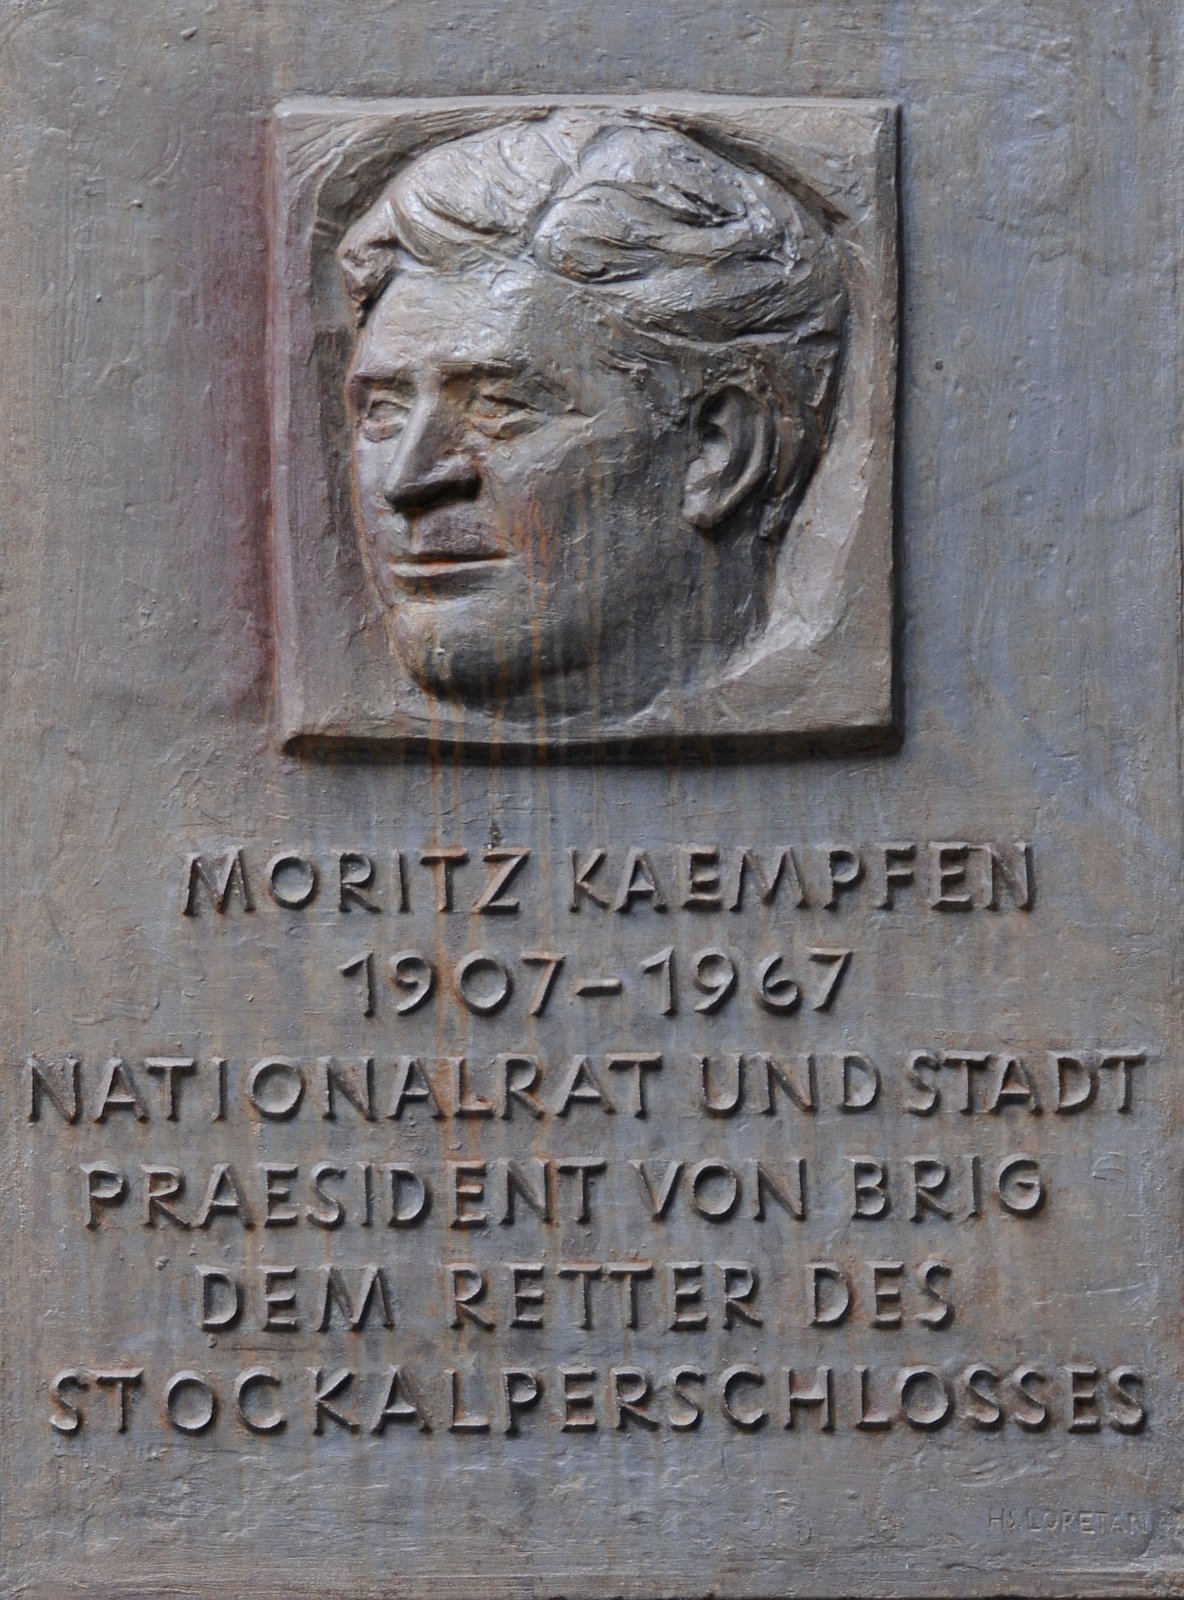 MORITZ KAEMPFEN
1907–1967
NATIONALRAT UND STADT
PRAESIDENT VON BRIG
DEM RETTER DES
STOCKALPERSCHLOSSES
HS. LORETAN